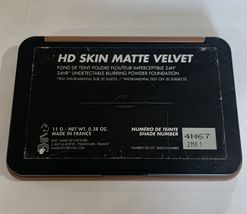 HD SKIN MATTE VELVET
FOND DE TEINT POUDRE FLOUTEUR IMPERCEPTIBLE 24H*
24HR* UNDETECTABLE BLURRING POWDER FOUNDATION
*TEST INSTRUMENTAL SUR 30 SUJETS / *INSTRUMENTAL TEST ON 30 SUBJECTS
11 G - NET WT. 0.38 OZ.
MADE IN FRANCE
NUMÉRO DE TEINTE
SHADE NUMBER
4N67
2M01